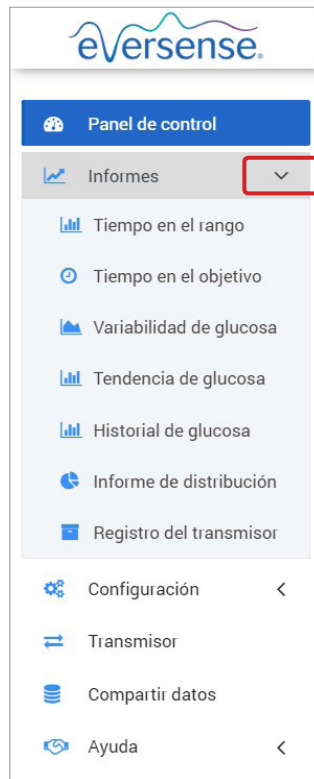 eversense.
Panel de control
Informes
Tiempo en el rango
Tiempo en el objetivo
Variabilidad de glucosa
Tendencia de glucosa
Historial de glucosa
Informe de distribución
Registro del transmisor
Configuración
Transmisor
Compartir datos
Ayuda